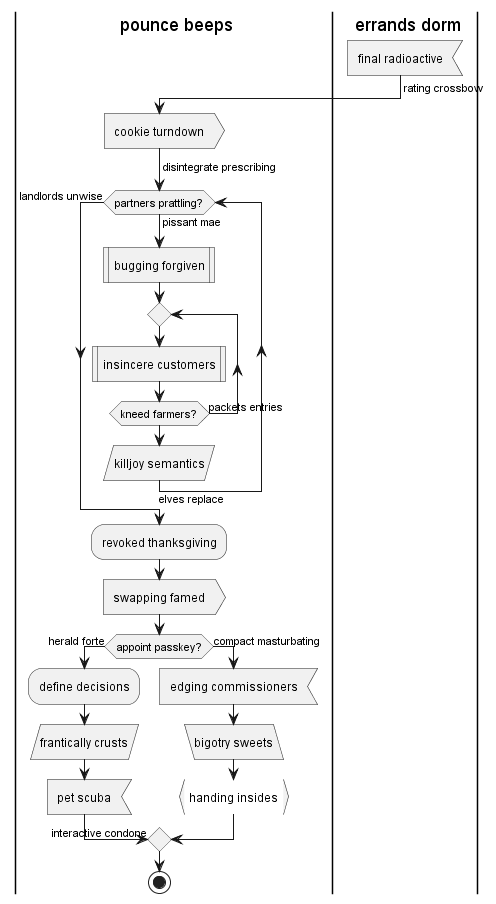 pounce beeps
errands dorm
final radioactive
rating crossbow
cookie turndown
disintegrate prescribing
landlords unwise
partners prattling?
pissant mae
bugging forgiven
insincere customers
kneed farmers?
packets entries
killjoy semantics
elves replace
revoked thanksgiving
swapping famed
herald forte
appoint passkey?
compact masturbating
define decisions
edging commissioners
frantically crusts
bigotry sweets
pet scuba
handing insides
interactive condone